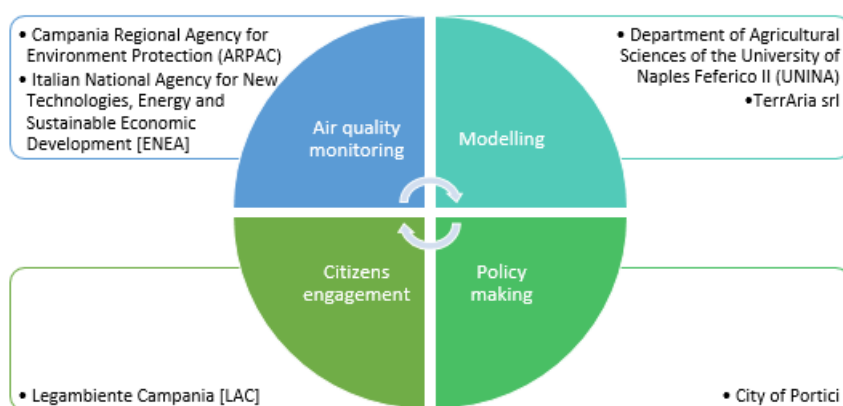 • Campania Regional Agency for
Environment Protection (ARPAC)
• Italian National Agency for New
Technologies, Energy and
Sustainable Economic
Development [ENEA]
Air quality
monitoring
• Department of Agricultural
Sciences of the University of
Naples Feferico II (UNINA)
•TerrAria srl
Modelling
Citizens
engagement
• Legambiente Campania [LAC]
Policy
making
• City of Portici